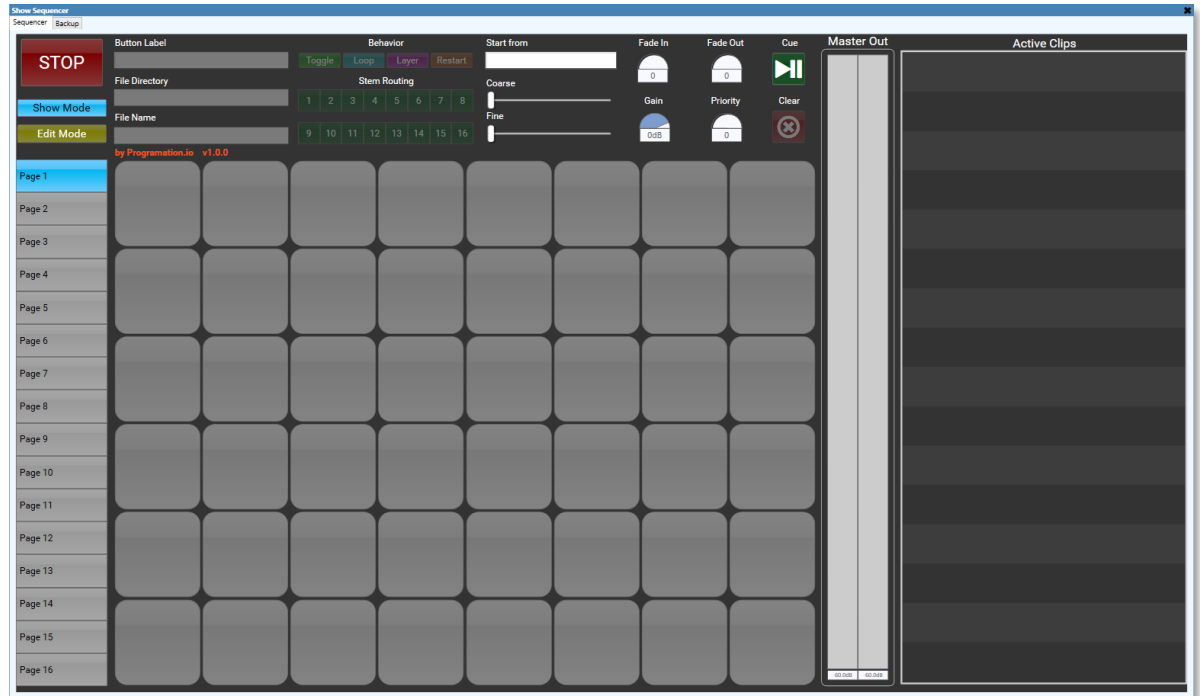 Show Sequencer
Sequencer Backup
STOP
Show Mode
Edit Mode
Button Label
File Directory
File Name
by Programation.io v1.0.0
Behavior
Toggle Loop Layer Restart
Stem Routing
1 2 3 4 5 6 7 8
9 10 11 12 13 14 15 16
Start from
Coarse
Fine
Fade In
0
Fade Out
0
Cue
Gain
0dB
Priority
0
Clear
Master Out
-60.0dB -60.0dB
Active Clips
Page 1
Page 2
Page 3
Page 4
Page 5
Page 6
Page 7
Page 8
Page 9
Page 10
Page 11
Page 12
Page 13
Page 14
Page 15
Page 16